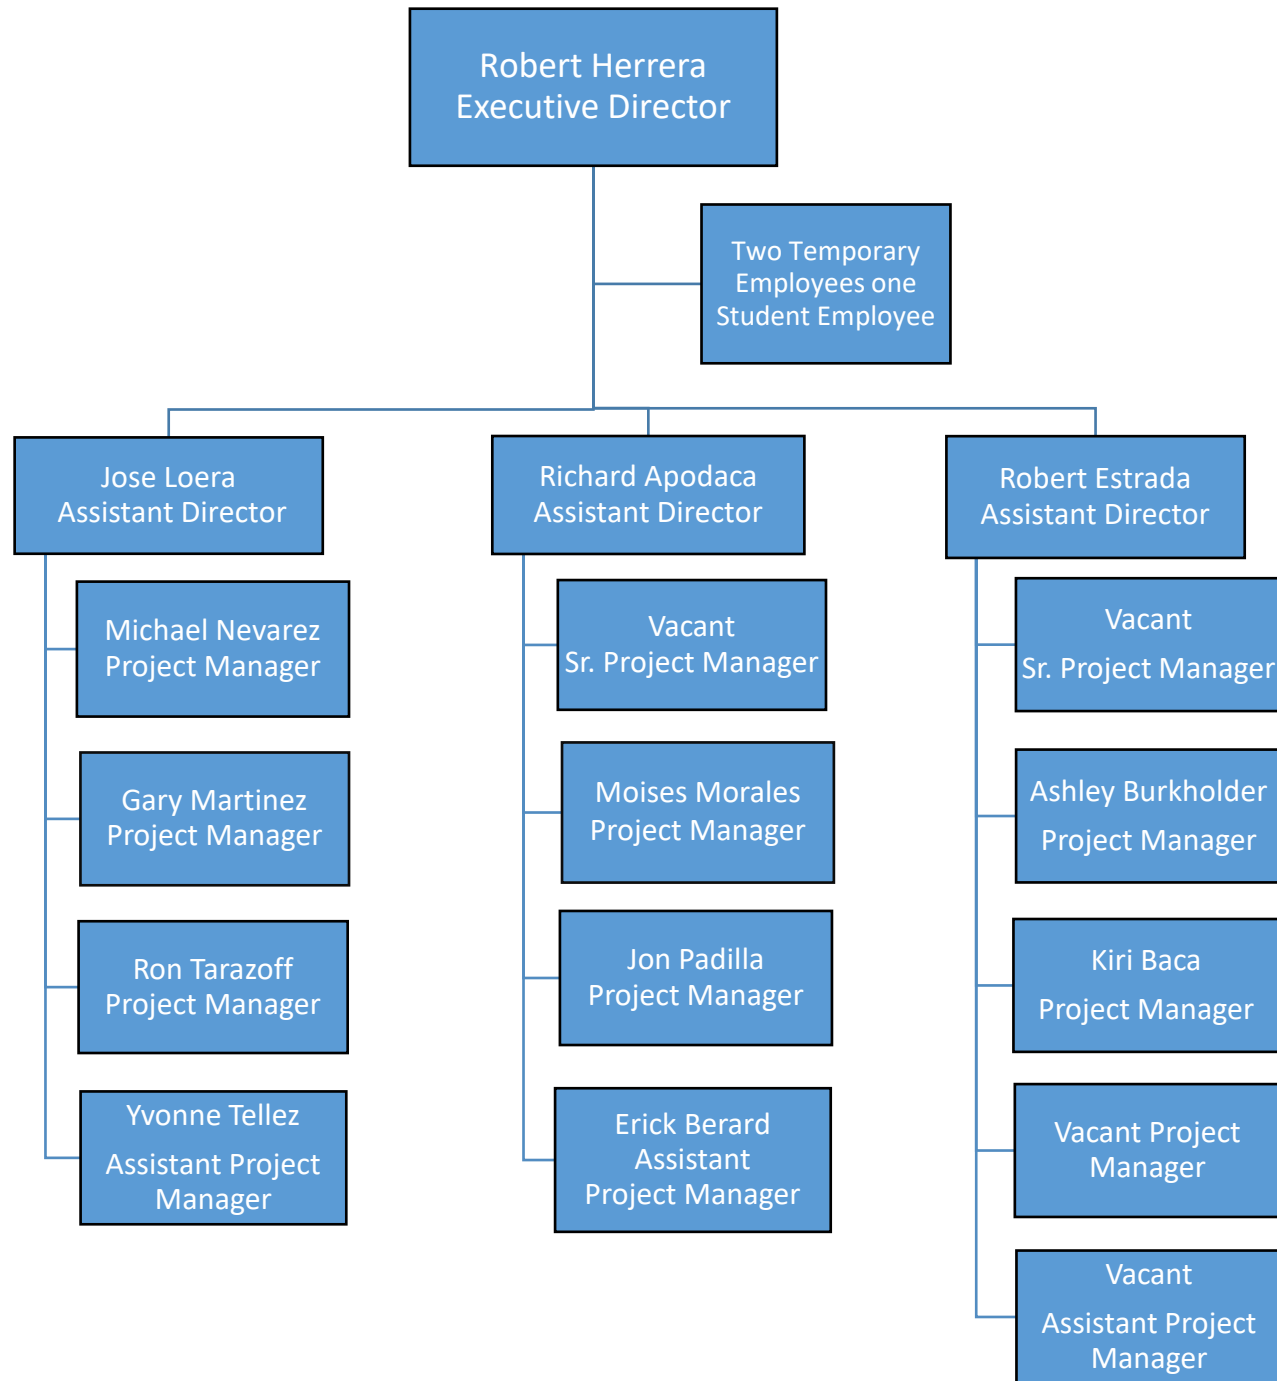 Robert Herrera
Executive Director
Two Temporary
Employees one
Student Employee
Jose Loera
Assistant Director
Michael Nevarez
Project Manager
Gary Martinez
Project Manager
Ron Tarazoff
Project Manager
Yvonne Tellez
Assistant Project
Manager
Richard Apodaca
Assistant Director
Vacant
Sr. Project Manager
Moises Morales
Project Manager
Jon Padilla
Project Manager
Erick Berard
Assistant
Project Manager
Robert Estrada
Assistant Director
Vacant
Sr. Project Manager
Ashley Burkholder
Project Manager
Kiri Baca
Project Manager
Vacant Project
Manager
Vacant
Assistant Project
Manager